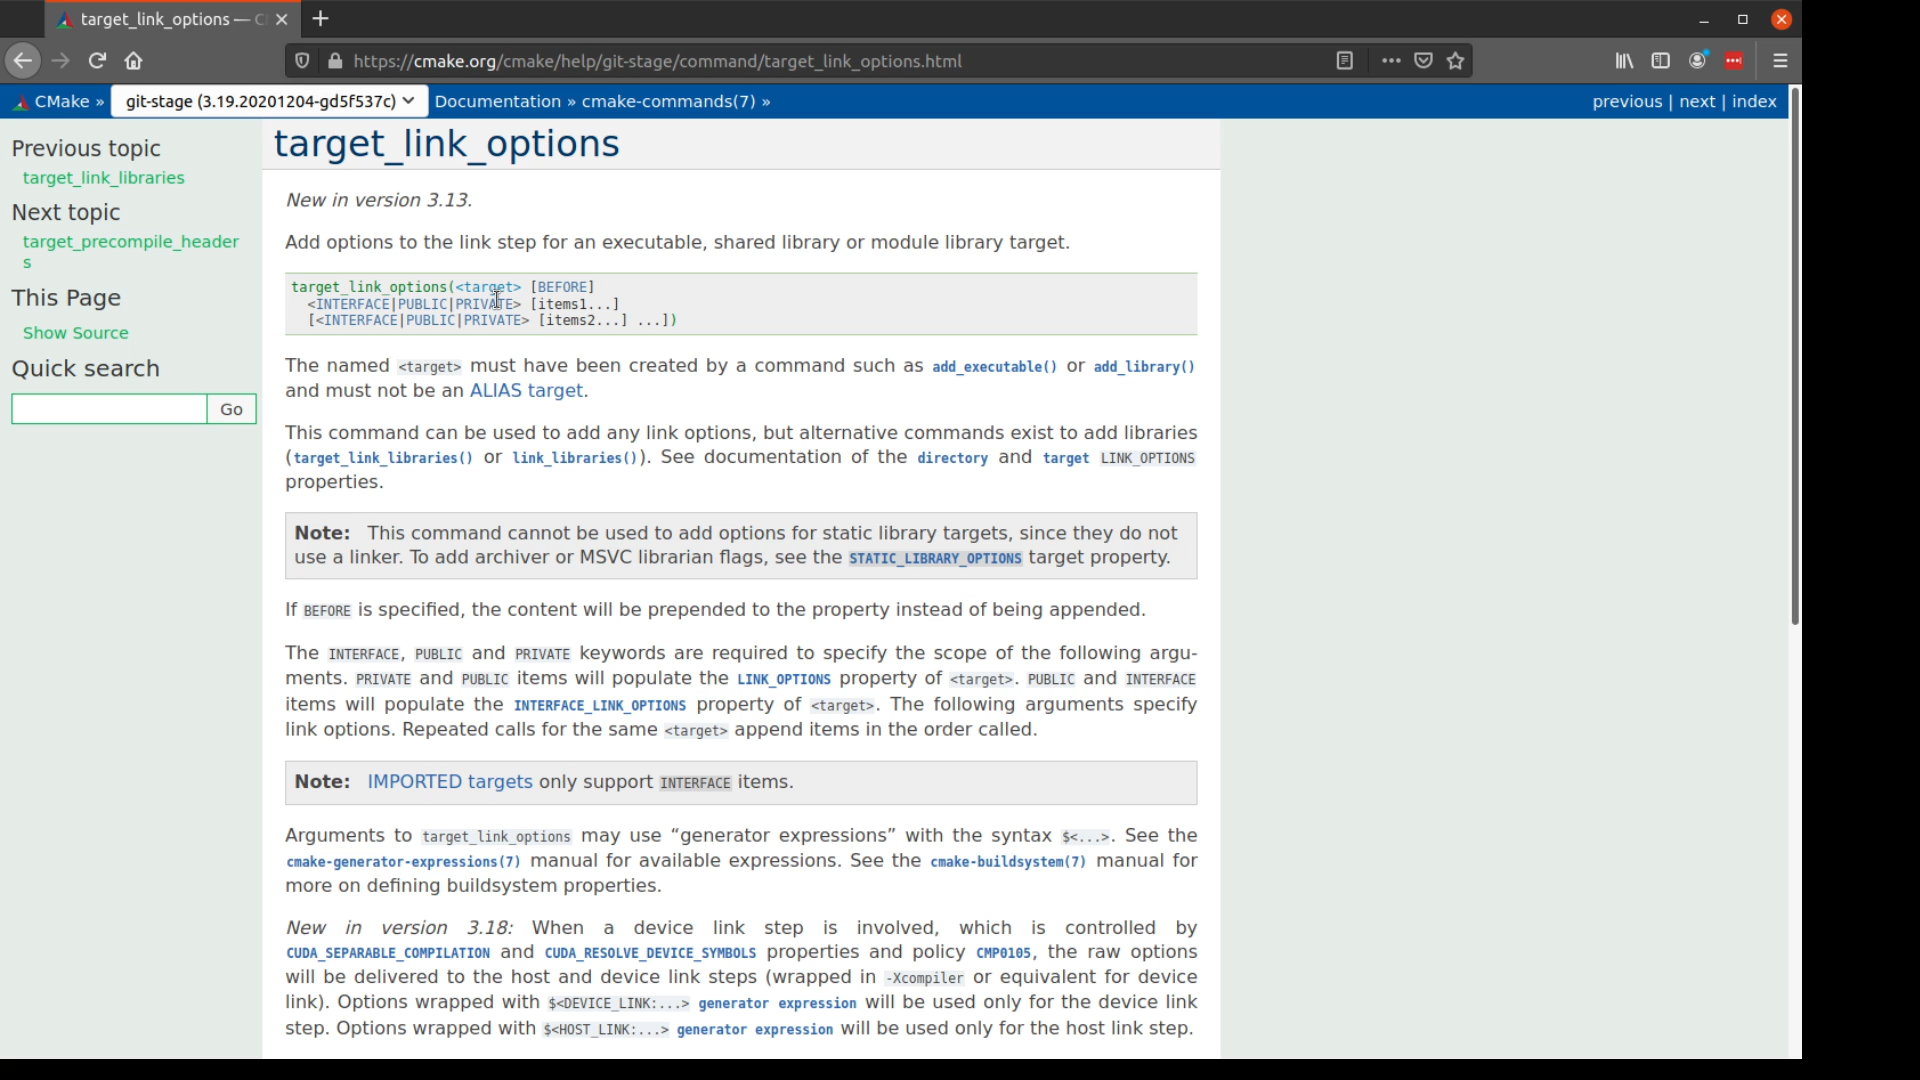 target_link_options — C
https://cmake.org/cmake/help/git-stage/command/target_link_options.html
CMake » git-stage (3.19.20201204-gd5f537c) Documentation » cmake-commands(7) » previous | next | index
Previous topic
target_link_libraries
Next topic
target_precompile_header
s
This Page
Show Source
Quick search
Go
target_link_options
New in version 3.13.
Add options to the link step for an executable, shared library or module library target.
target_link_options(<target> [BEFORE]
<INTERFACE|PUBLIC|PRIVATE> [items1...]
[<INTERFACE|PUBLIC|PRIVATE> [items2...] ...])
The named <target> must have been created by a command such as add_executable() or add_library()
and must not be an ALIAS target.
This command can be used to add any link options, but alternative commands exist to add libraries
(target_link_libraries() or link_libraries()). See documentation of the directory and target LINK_OPTIONS
properties.
Note: This command cannot be used to add options for static library targets, since they do not
use a linker. To add archiver or MSVC librarian flags, see the STATIC_LIBRARY_OPTIONS target property.
If BEFORE is specified, the content will be prepended to the property instead of being appended.
The INTERFACE, PUBLIC and PRIVATE keywords are required to specify the scope of the following argu-
ments. PRIVATE and PUBLIC items will populate the LINK_OPTIONS property of <target>. PUBLIC and INTERFACE
items will populate the INTERFACE_LINK_OPTIONS property of <target>. The following arguments specify
link options. Repeated calls for the same <target> append items in the order called.
Note: IMPORTED targets only support INTERFACE items.
Arguments to target_link_options may use “generator expressions” with the syntax $<...>. See the
cmake-generator-expressions(7) manual for available expressions. See the cmake-buildsystem(7) manual for
more on defining buildsystem properties.
New in version 3.18: When a device link step is involved, which is controlled by
CUDA_SEPARABLE_COMPILATION and CUDA_RESOLVE_DEVICE_SYMBOLS properties and policy CMP0105, the raw options
will be delivered to the host and device link steps (wrapped in -Xcompiler or equivalent for device
link). Options wrapped with $<DEVICE_LINK:...> generator expression will be used only for the device link
step. Options wrapped with $<HOST_LINK:...> generator expression will be used only for the host link step.